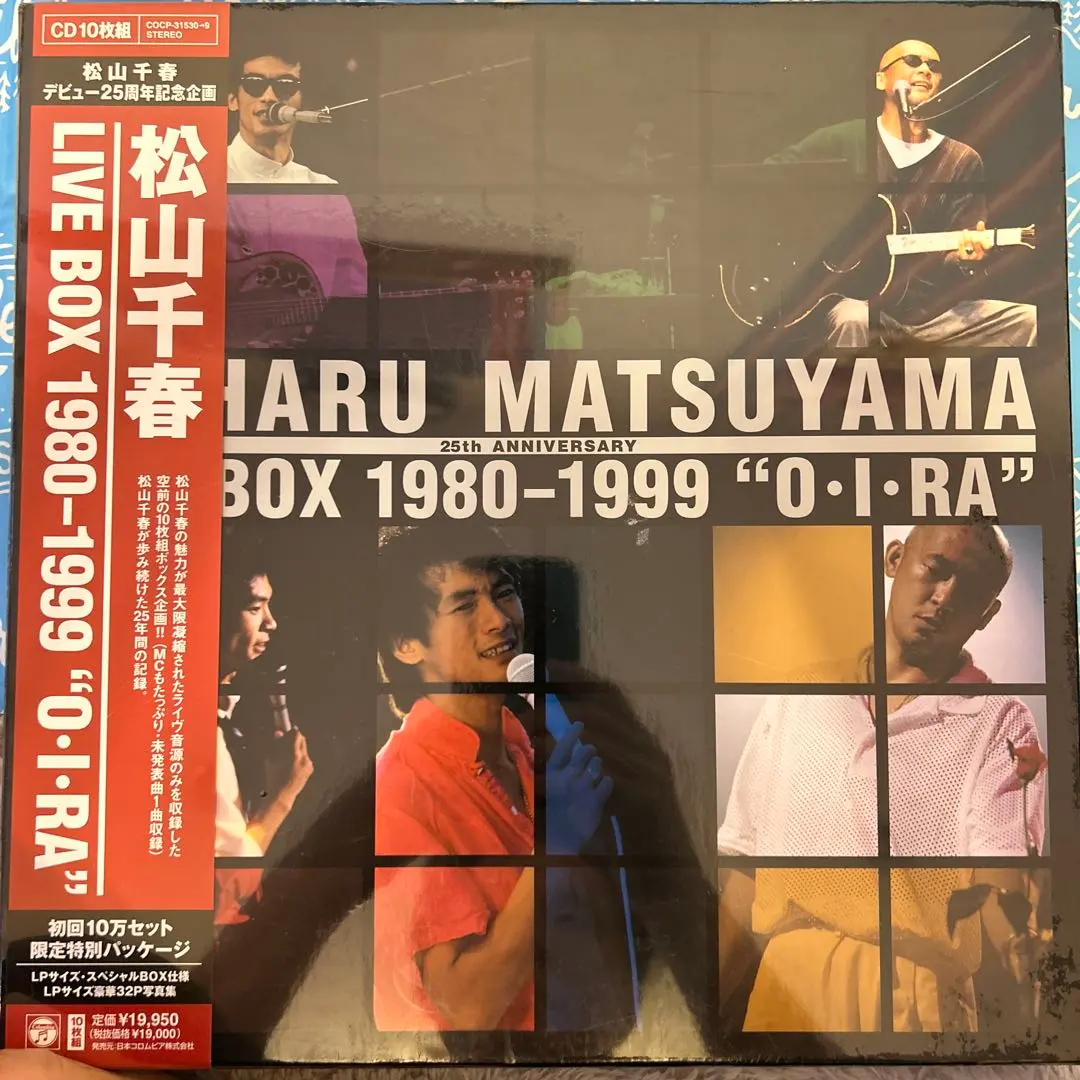 CD10枚組
COCP-31530→9
STEREO
松山千春
デビュー25周年記念企画
松山千春
LIVE BOX 1980-1999 “O・I・RA”
松山千春の魅力が最大限凝縮されたライヴ音源のみを収録した
空前の10枚組ボックス企画!!(MCもたっぷり・未発表曲1曲収録)
松山千春が歩み続けた25年間の記録。
初回10万セット
限定特別パッケージ
LPサイズ・スペシャルBOX仕様
LPサイズ豪華32P写真集
Columbia
10枚組
定価¥19,950
(税抜価格¥19,000)
発売元:日本コロムビア株式会社
HARU MATSUYAMA
25th ANNIVERSARY
BOX 1980-1999 “O・I・RA”